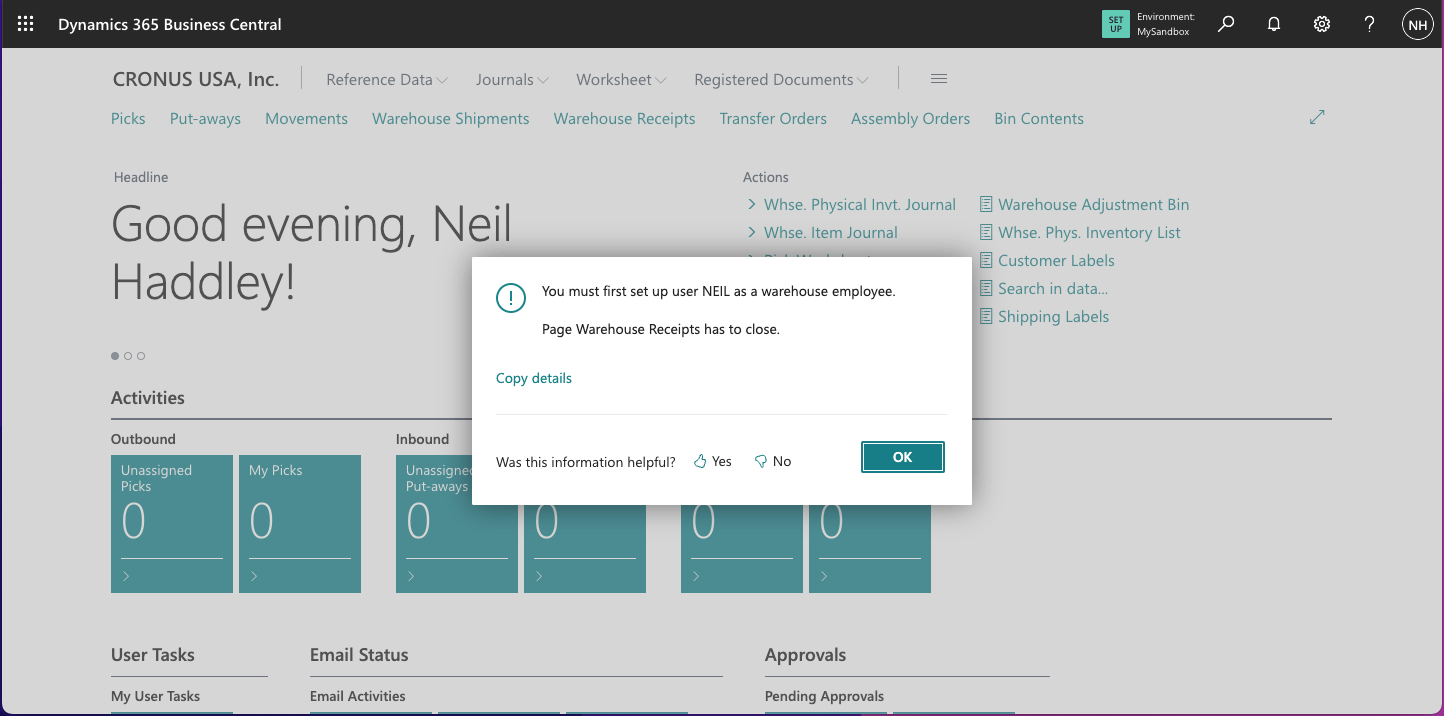 Dynamics 365 Business Central
SET UP
Environment:
MySandbox
?
NH
CRONUS USA, Inc.
Reference Data
Journals
Worksheet
Registered Documents
Picks
Put-aways
Movements
Warehouse Shipments
Warehouse Receipts
Transfer Orders
Assembly Orders
Bin Contents
Headline
Good evening, Neil
Haddley!
Actions
Whse. Physical Invt. Journal
Whse. Item Journal
Warehouse Adjustment Bin
Whse. Phys. Inventory List
Customer Labels
Search in data...
Shipping Labels
You must first set up user NEIL as a warehouse employee.
Page Warehouse Receipts has to close.
Copy details
Was this information helpful?
Yes
No
OK
Activities
Outbound
Unassigned
Picks
0
My Picks
0
Inbound
Unassigned
Put-aways
0
0
0
0
User Tasks
My User Tasks
Email Status
Email Activities
Approvals
Pending Approvals